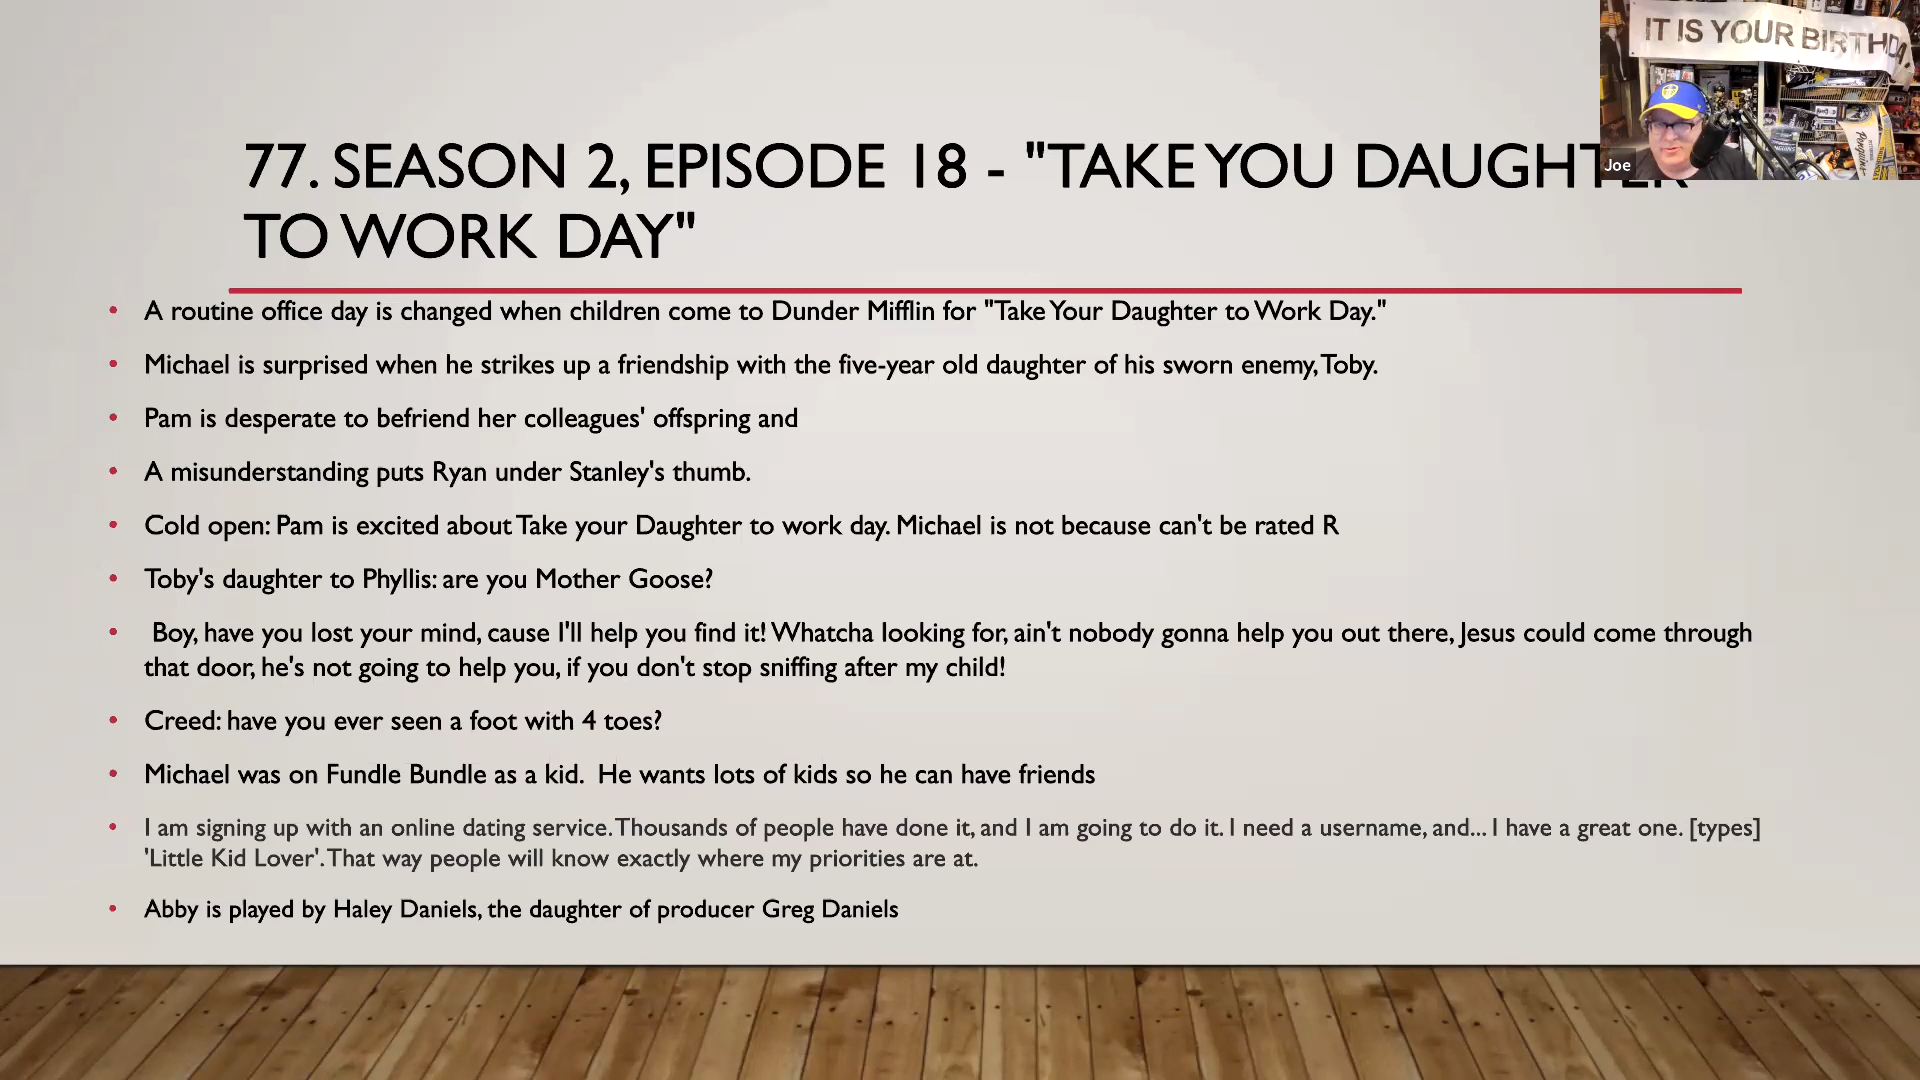 IT IS YOUR BIRTHDA
Joe
77. SEASON 2, EPISODE 18 - "TAKE YOU DAUGHTER
TO WORK DAY"
• A routine office day is changed when children come to Dunder Mifflin for "Take Your Daughter to Work Day."
• Michael is surprised when he strikes up a friendship with the five-year old daughter of his sworn enemy, Toby.
• Pam is desperate to befriend her colleagues' offspring and
• A misunderstanding puts Ryan under Stanley's thumb.
• Cold open: Pam is excited about Take your Daughter to work day. Michael is not because can't be rated R
• Toby's daughter to Phyllis: are you Mother Goose?
• Boy, have you lost your mind, cause I'll help you find it! Whatcha looking for, ain't nobody gonna help you out there, Jesus could come through
that door, he's not going to help you, if you don't stop sniffing after my child!
• Creed: have you ever seen a foot with 4 toes?
• Michael was on Fundle Bundle as a kid. He wants lots of kids so he can have friends
• I am signing up with an online dating service. Thousands of people have done it, and I am going to do it. I need a username, and... I have a great one. [types]
'Little Kid Lover'. That way people will know exactly where my priorities are at.
• Abby is played by Haley Daniels, the daughter of producer Greg Daniels